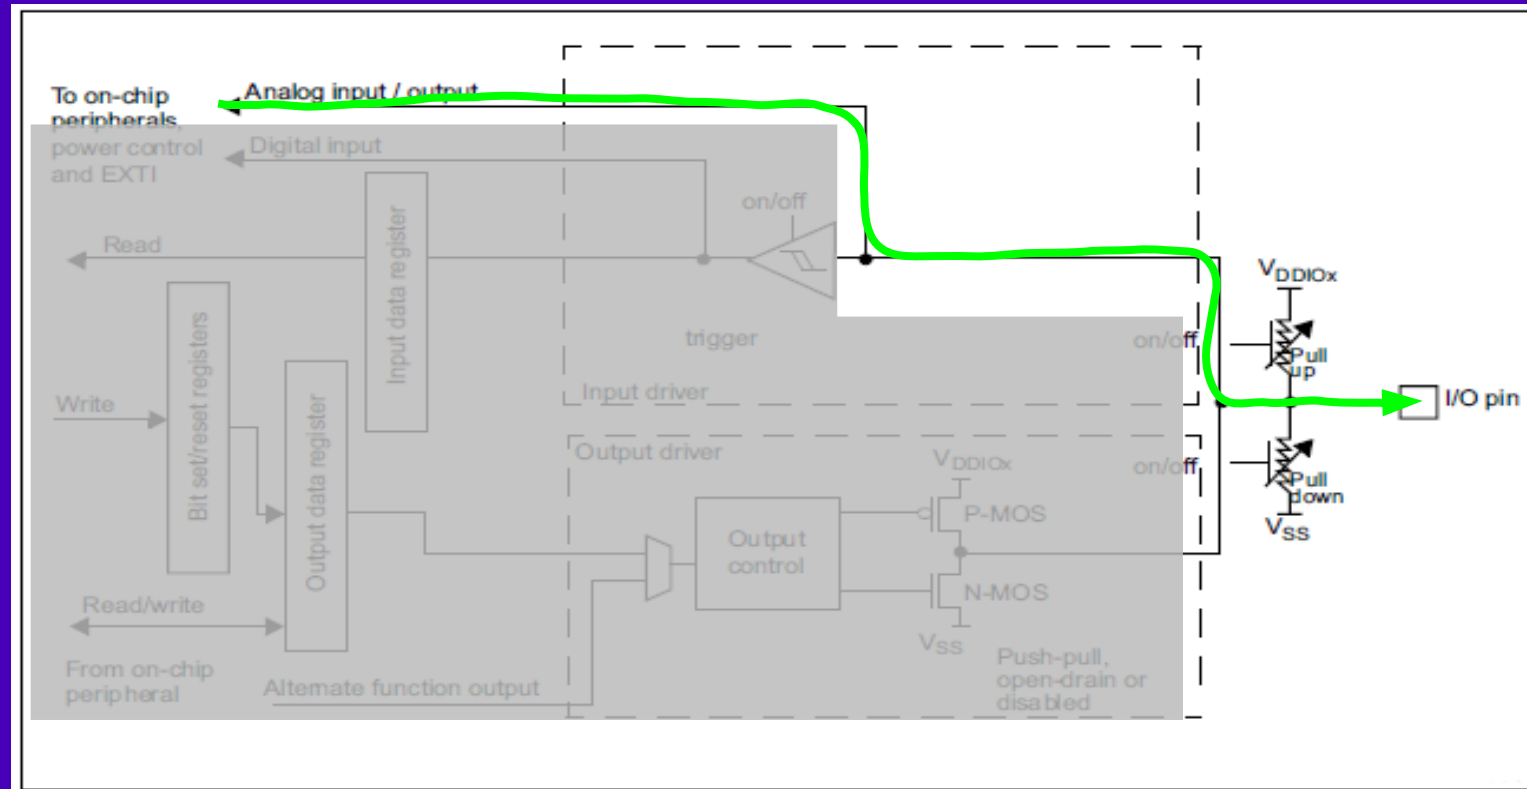 To on-chip
peripherals,
power control
and EXTI
Analog input / output
Digital input
on/off
Read
Input data register
trigger
Input driver
on/off
VDDIOx
Pull
up
I/O pin
Bit set/reset registers
Write
Output data register
Output driver
VDDIOx
on/off
Pull
down
VSS
P-MOS
Output
control
N-MOS
VSS
Read/write
From on-chip
peripheral
Alternate function output
Push-pull,
open-drain or
disabled